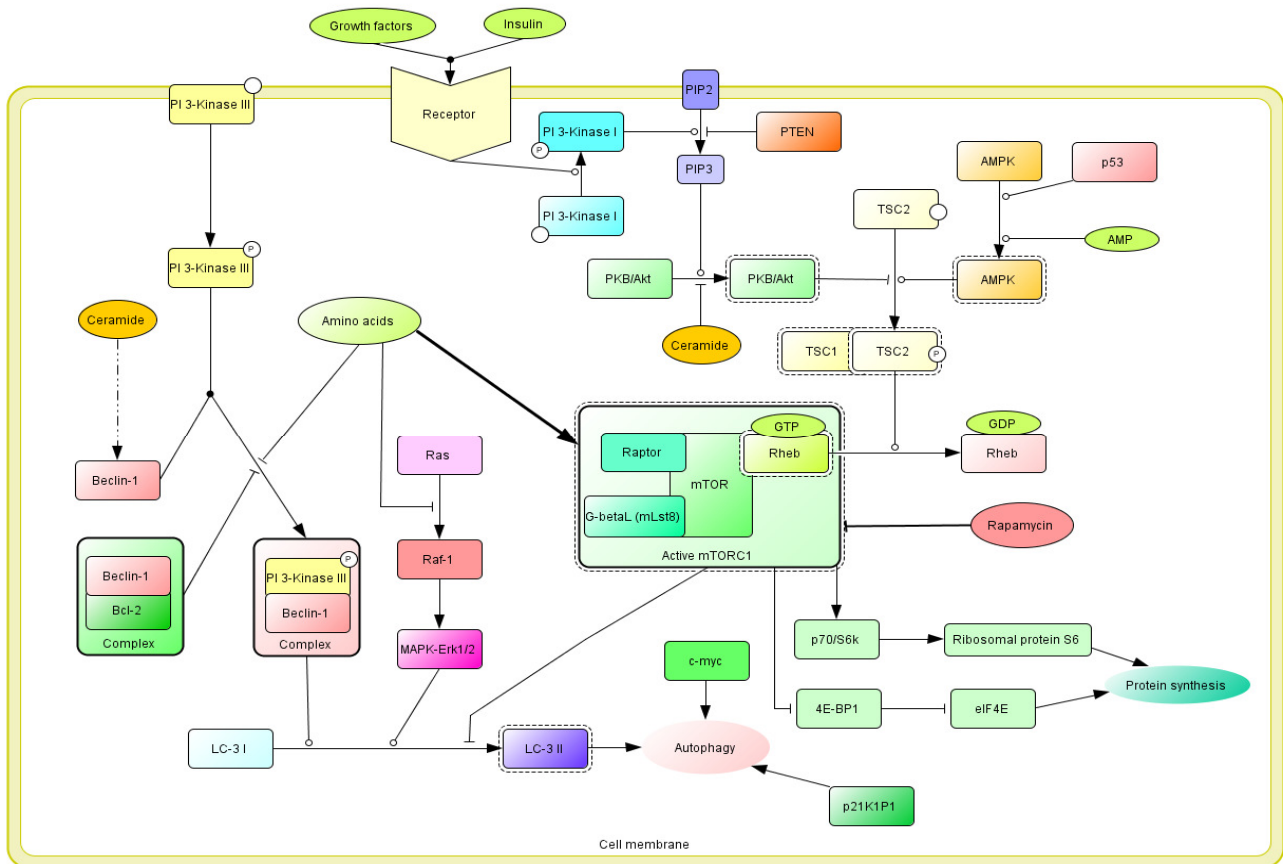 Growth factors
Insulin
PI 3-Kinase III
Receptor
PIP2
PI 3-Kinase I
P
PTEN
PIP3
AMPK
p53
PI 3-Kinase I
TSC2
P
PI 3-Kinase III
AMP
PKB/Akt
PKB/Akt
AMPK
Ceramide
Amino acids
Ceramide
TSC1
TSC2
P
GTP
GDP
Ras
Raptor
Rheb
Rheb
Beclin-1
mTOR
G-betaL (mLst8)
Rapamycin
Active mTORC1
P
Beclin-1
PI 3-Kinase III
Raf-1
Bcl-2
Beclin-1
Complex
Complex
p70/S6k
Ribosomal protein S6
MAPK-Erk1/2
c-myc
Protein synthesis
4E-BP1
eIF4E
LC-3 I
LC-3 II
Autophagy
p21K1P1
Cell membrane